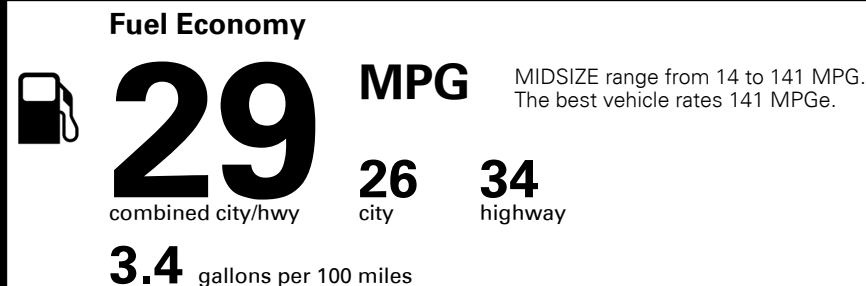 Fuel Economy
29 MPG
MIDSIZE range from 14 to 141 MPG.
The best vehicle rates 141 MPGe.
26 34
combined city/hwy city highway
3.4 gallons per 100 miles